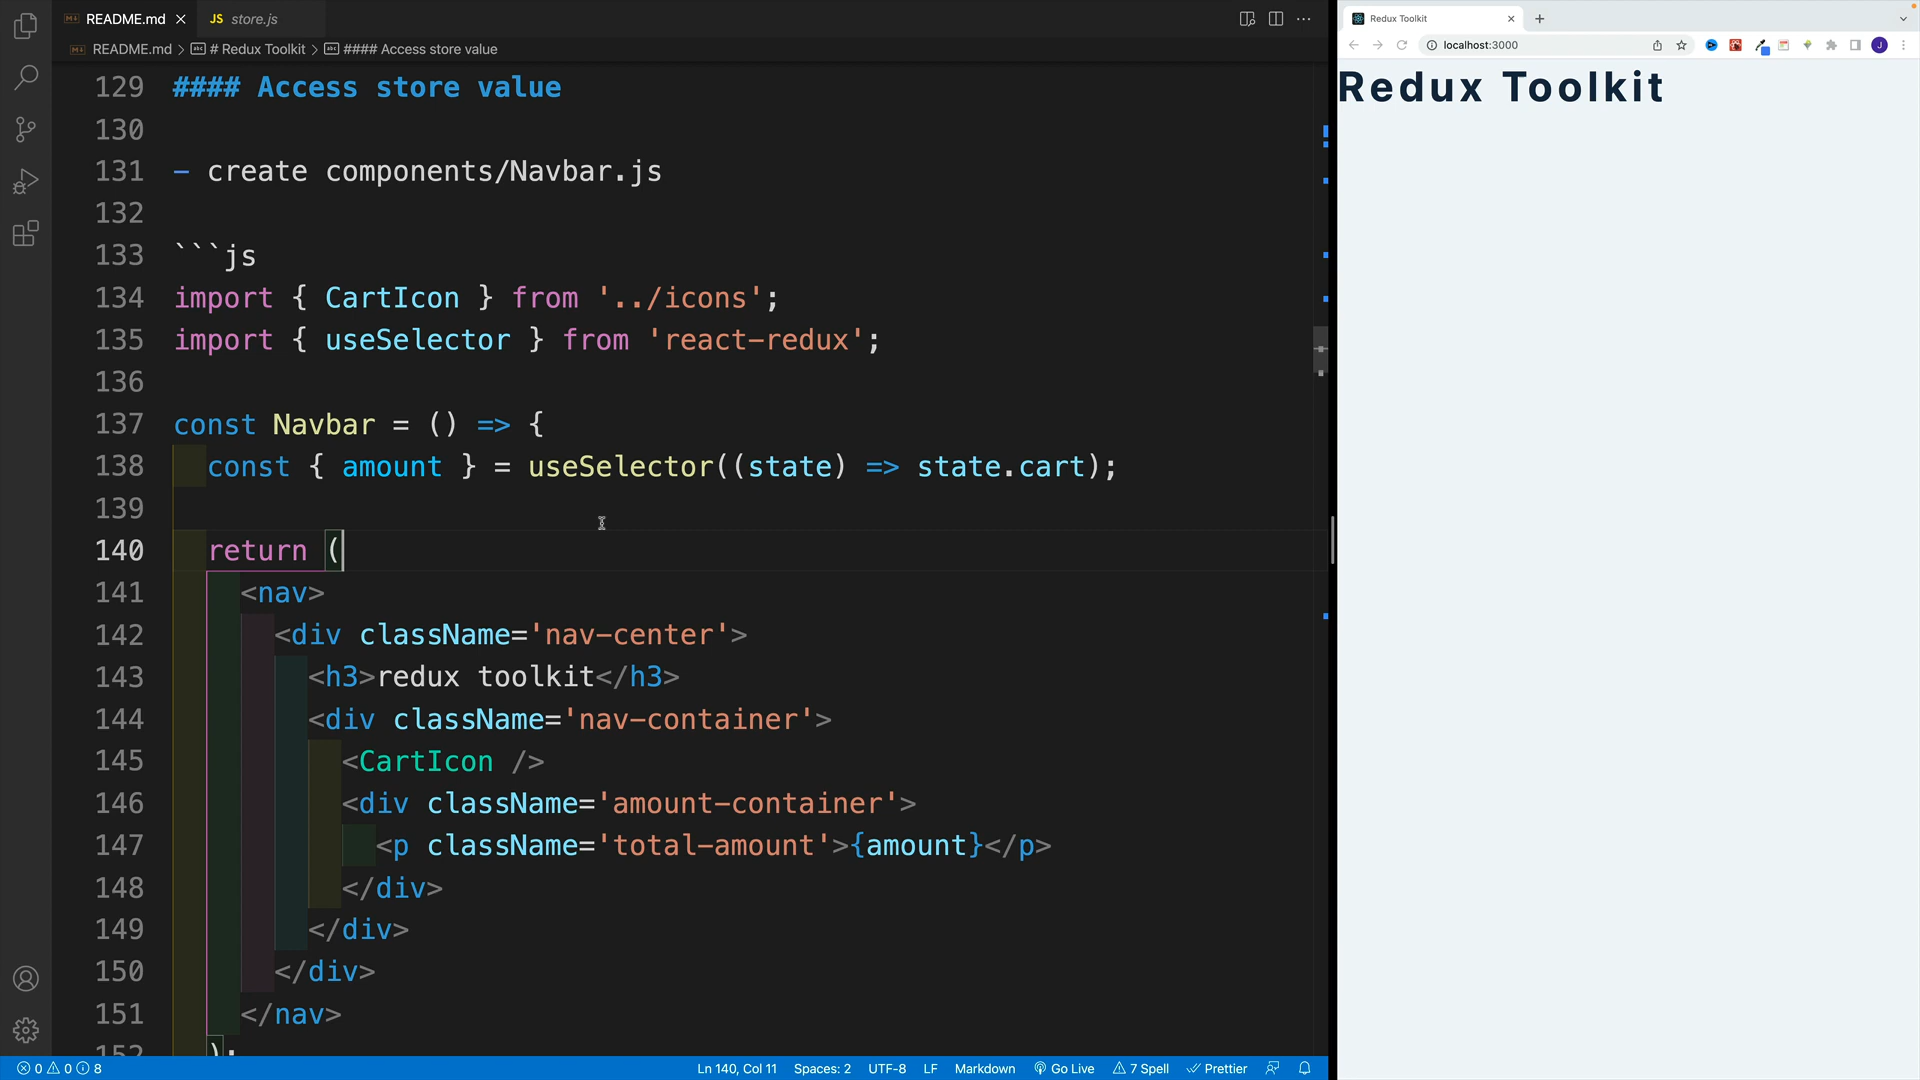 README.md
JS store.js
README.md > # Redux Toolkit > #### Access store value
129 #### Access store value
130
131 - create components/Navbar.js
132
133 ```js
134 import { CartIcon } from '../icons';
135 import { useSelector } from 'react-redux';
136
137 const Navbar = () => {
138 const { amount } = useSelector((state) => state.cart);
139
140 return (
141 <nav>
142 <div className='nav-center'>
143 <h3>redux toolkit</h3>
144 <div className='nav-container'>
145 <CartIcon />
146 <div className='amount-container'>
147 <p className='total-amount'>{amount}</p>
148 </div>
149 </div>
150 </div>
151 </nav>
152 );
0 0 8
Ln 140, Col 11 Spaces: 2 UTF-8 LF Markdown Go Live 7 Spell Prettier
Redux Toolkit
localhost:3000
J
Redux Toolkit